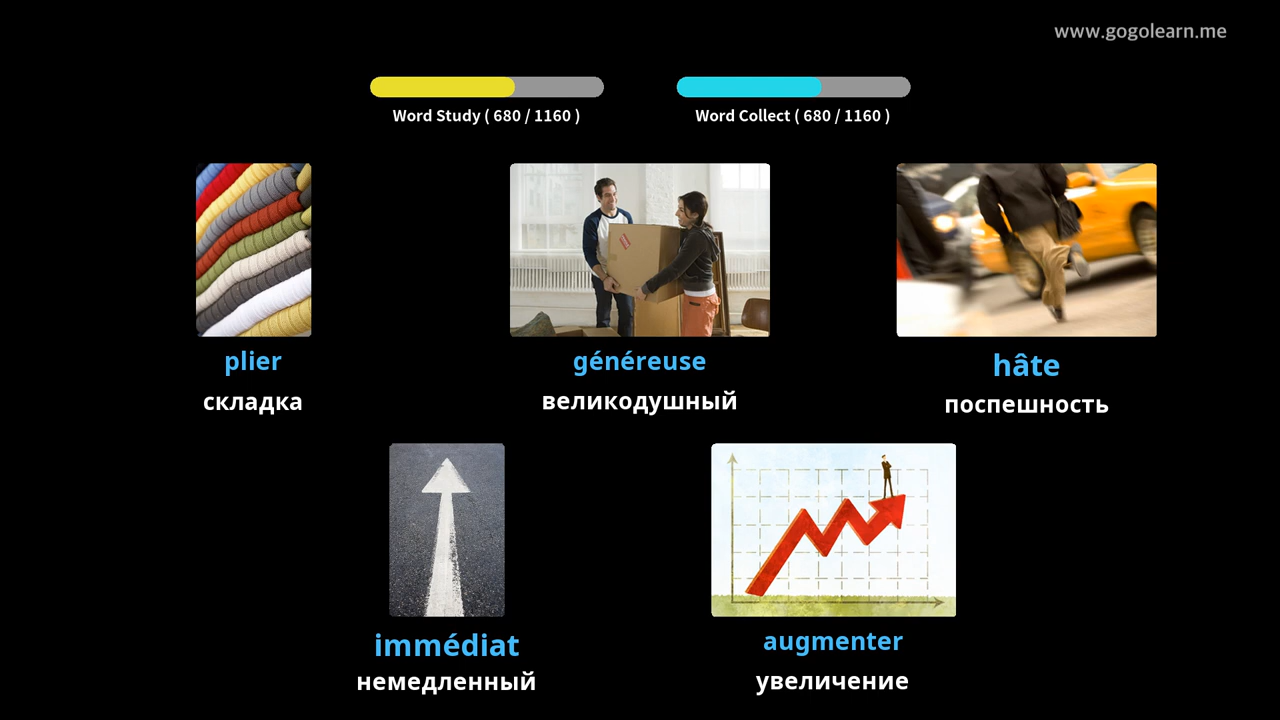 www.gogolearn.me
Word Study ( 680 / 1160 )
Word Collect ( 680 / 1160 )
plier
складка
généreuse
великодушный
hâte
поспешность
immédiat
немедленный
augmenter
увеличение